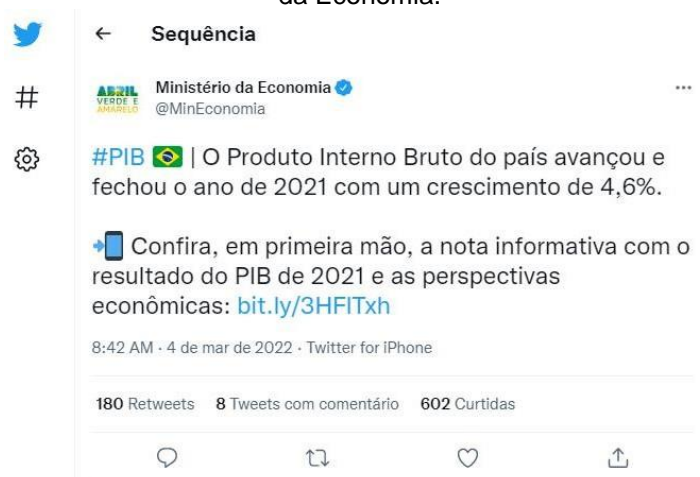 da Economia.
Sequência
ABRIL
VERDE E
AMARELO
Ministério da Economia
@MinEconomia
#PIB | O Produto Interno Bruto do país avançou e
fechou o ano de 2021 com um crescimento de 4,6%.
Confira, em primeira mão, a nota informativa com o
resultado do PIB de 2021 e as perspectivas
econômicas: bit.ly/3HFITxh
8:42 AM · 4 de mar de 2022 · Twitter for iPhone
180 Retweets 8 Tweets com comentário 602 Curtidas